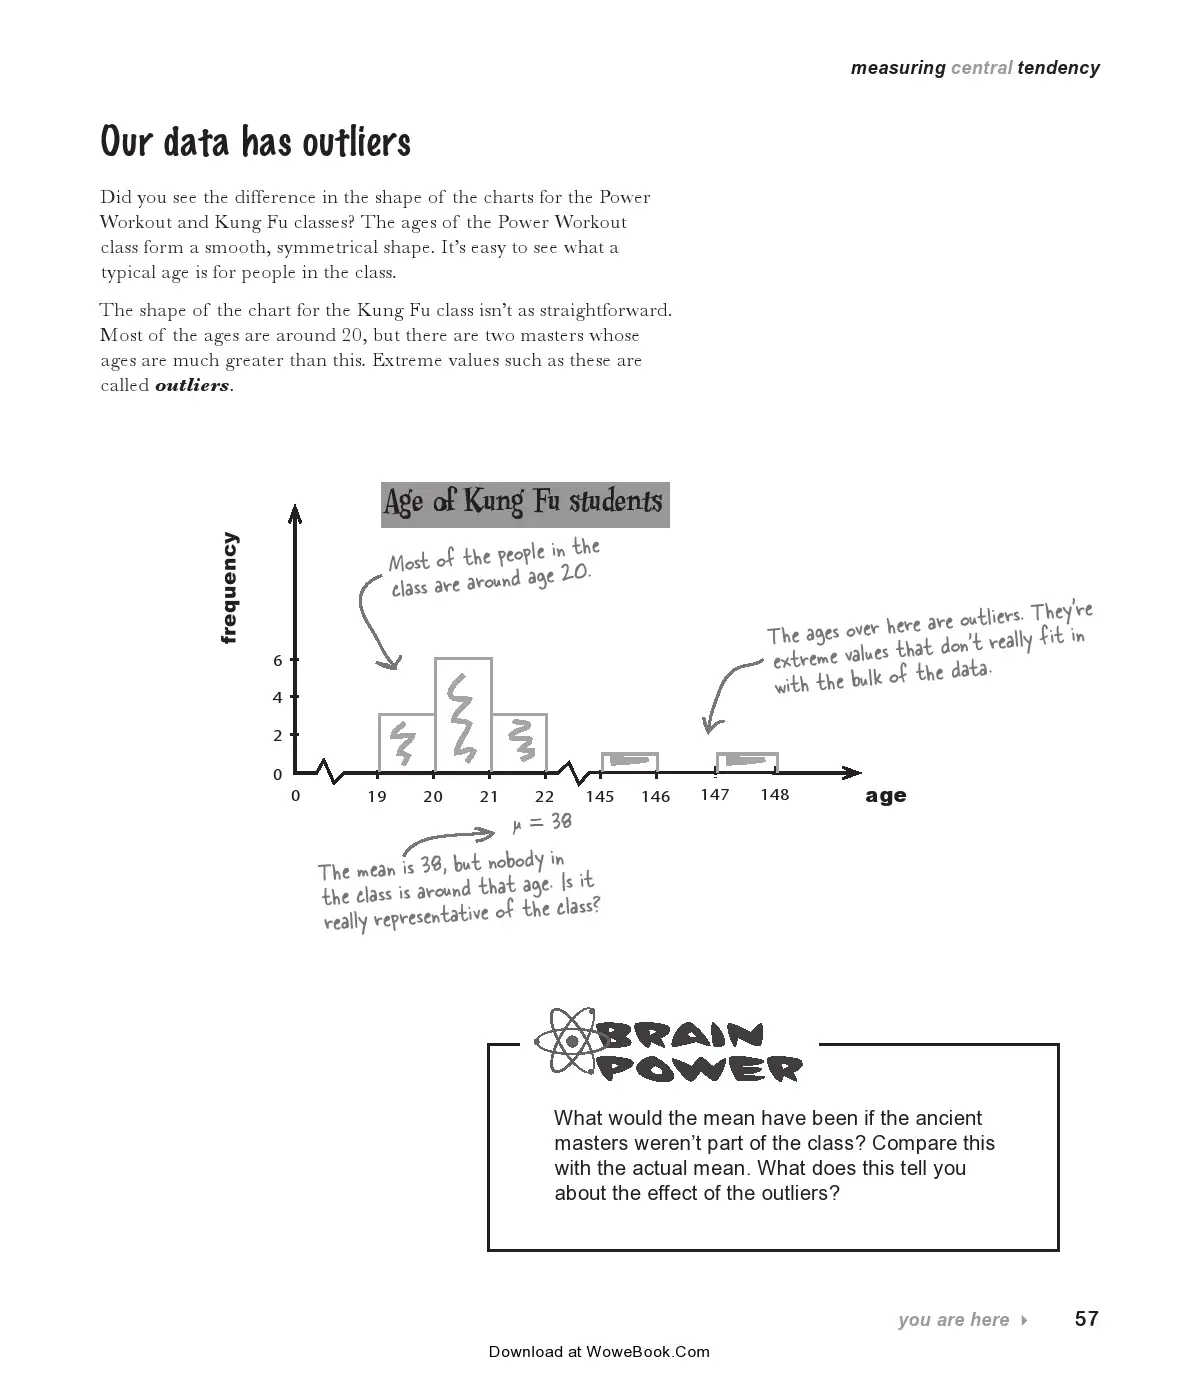 measuring central tendency
Our data has outliers
Did you see the difference in the shape of the charts for the Power
Workout and Kung Fu classes? The ages of the Power Workout
class form a smooth, symmetrical shape. It’s easy to see what a
typical age is for people in the class.
The shape of the chart for the Kung Fu class isn’t as straightforward.
Most of the ages are around 20, but there are two masters whose
ages are much greater than this. Extreme values such as these are
called outliers.
Age of Kung Fu students
frequency
Most of the people in the
class are around age 20.
The ages over here are outliers. They’re
extreme values that don’t really fit in
with the bulk of the data.
6
4
2
0
0 19 20 21 22 145 146 147 148 age
μ = 38
The mean is 38, but nobody in
the class is around that age. Is it
really representative of the class?
BRAIN
POWER
What would the mean have been if the ancient
masters weren’t part of the class? Compare this
with the actual mean. What does this tell you
about the effect of the outliers?
you are here 57
Download at WoweBook.Com